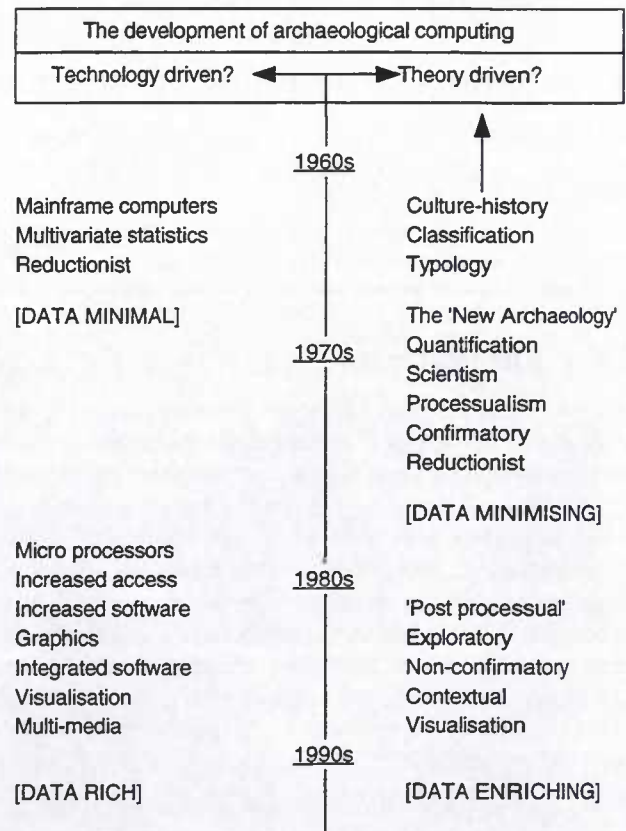 The development of archaeological computing
Technology driven?
Theory driven?
1960s
Mainframe computers
Multivariate statistics
Reductionist
[DATA MINIMAL]
Culture-history
Classification
Typology
The 'New Archaeology'
Quantification
Scientism
Processualism
Confirmatory
Reductionist
[DATA MINIMISING]
1970s
Micro processors
Increased access
Increased software
Graphics
Integrated software
Visualisation
Multi-media
[DATA RICH]
1980s
'Post processual'
Exploratory
Non-confirmatory
Contextual
Visualisation
[DATA ENRICHING]
1990s